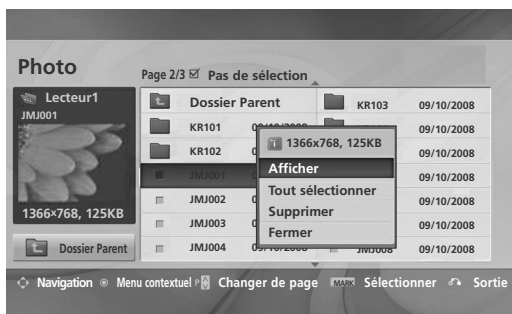 Photo
Page 2/3 Pas de sélection
Lecteur1
JMJ001
1366x768, 125KB
Dossier Parent
Dossier Parent
KR101
KR102
JMJ001
JMJ002
JMJ003
JMJ004
KR103 09/10/2008
09/10/2008
09/10/2008
09/10/2008
09/10/2008
09/10/2008
JMJ008 09/10/2008
1366x768, 125KB
Afficher
Tout sélectionner
Supprimer
Fermer
Navigation Menu contextuel P Changer de page MARK Sélectionner Sortie